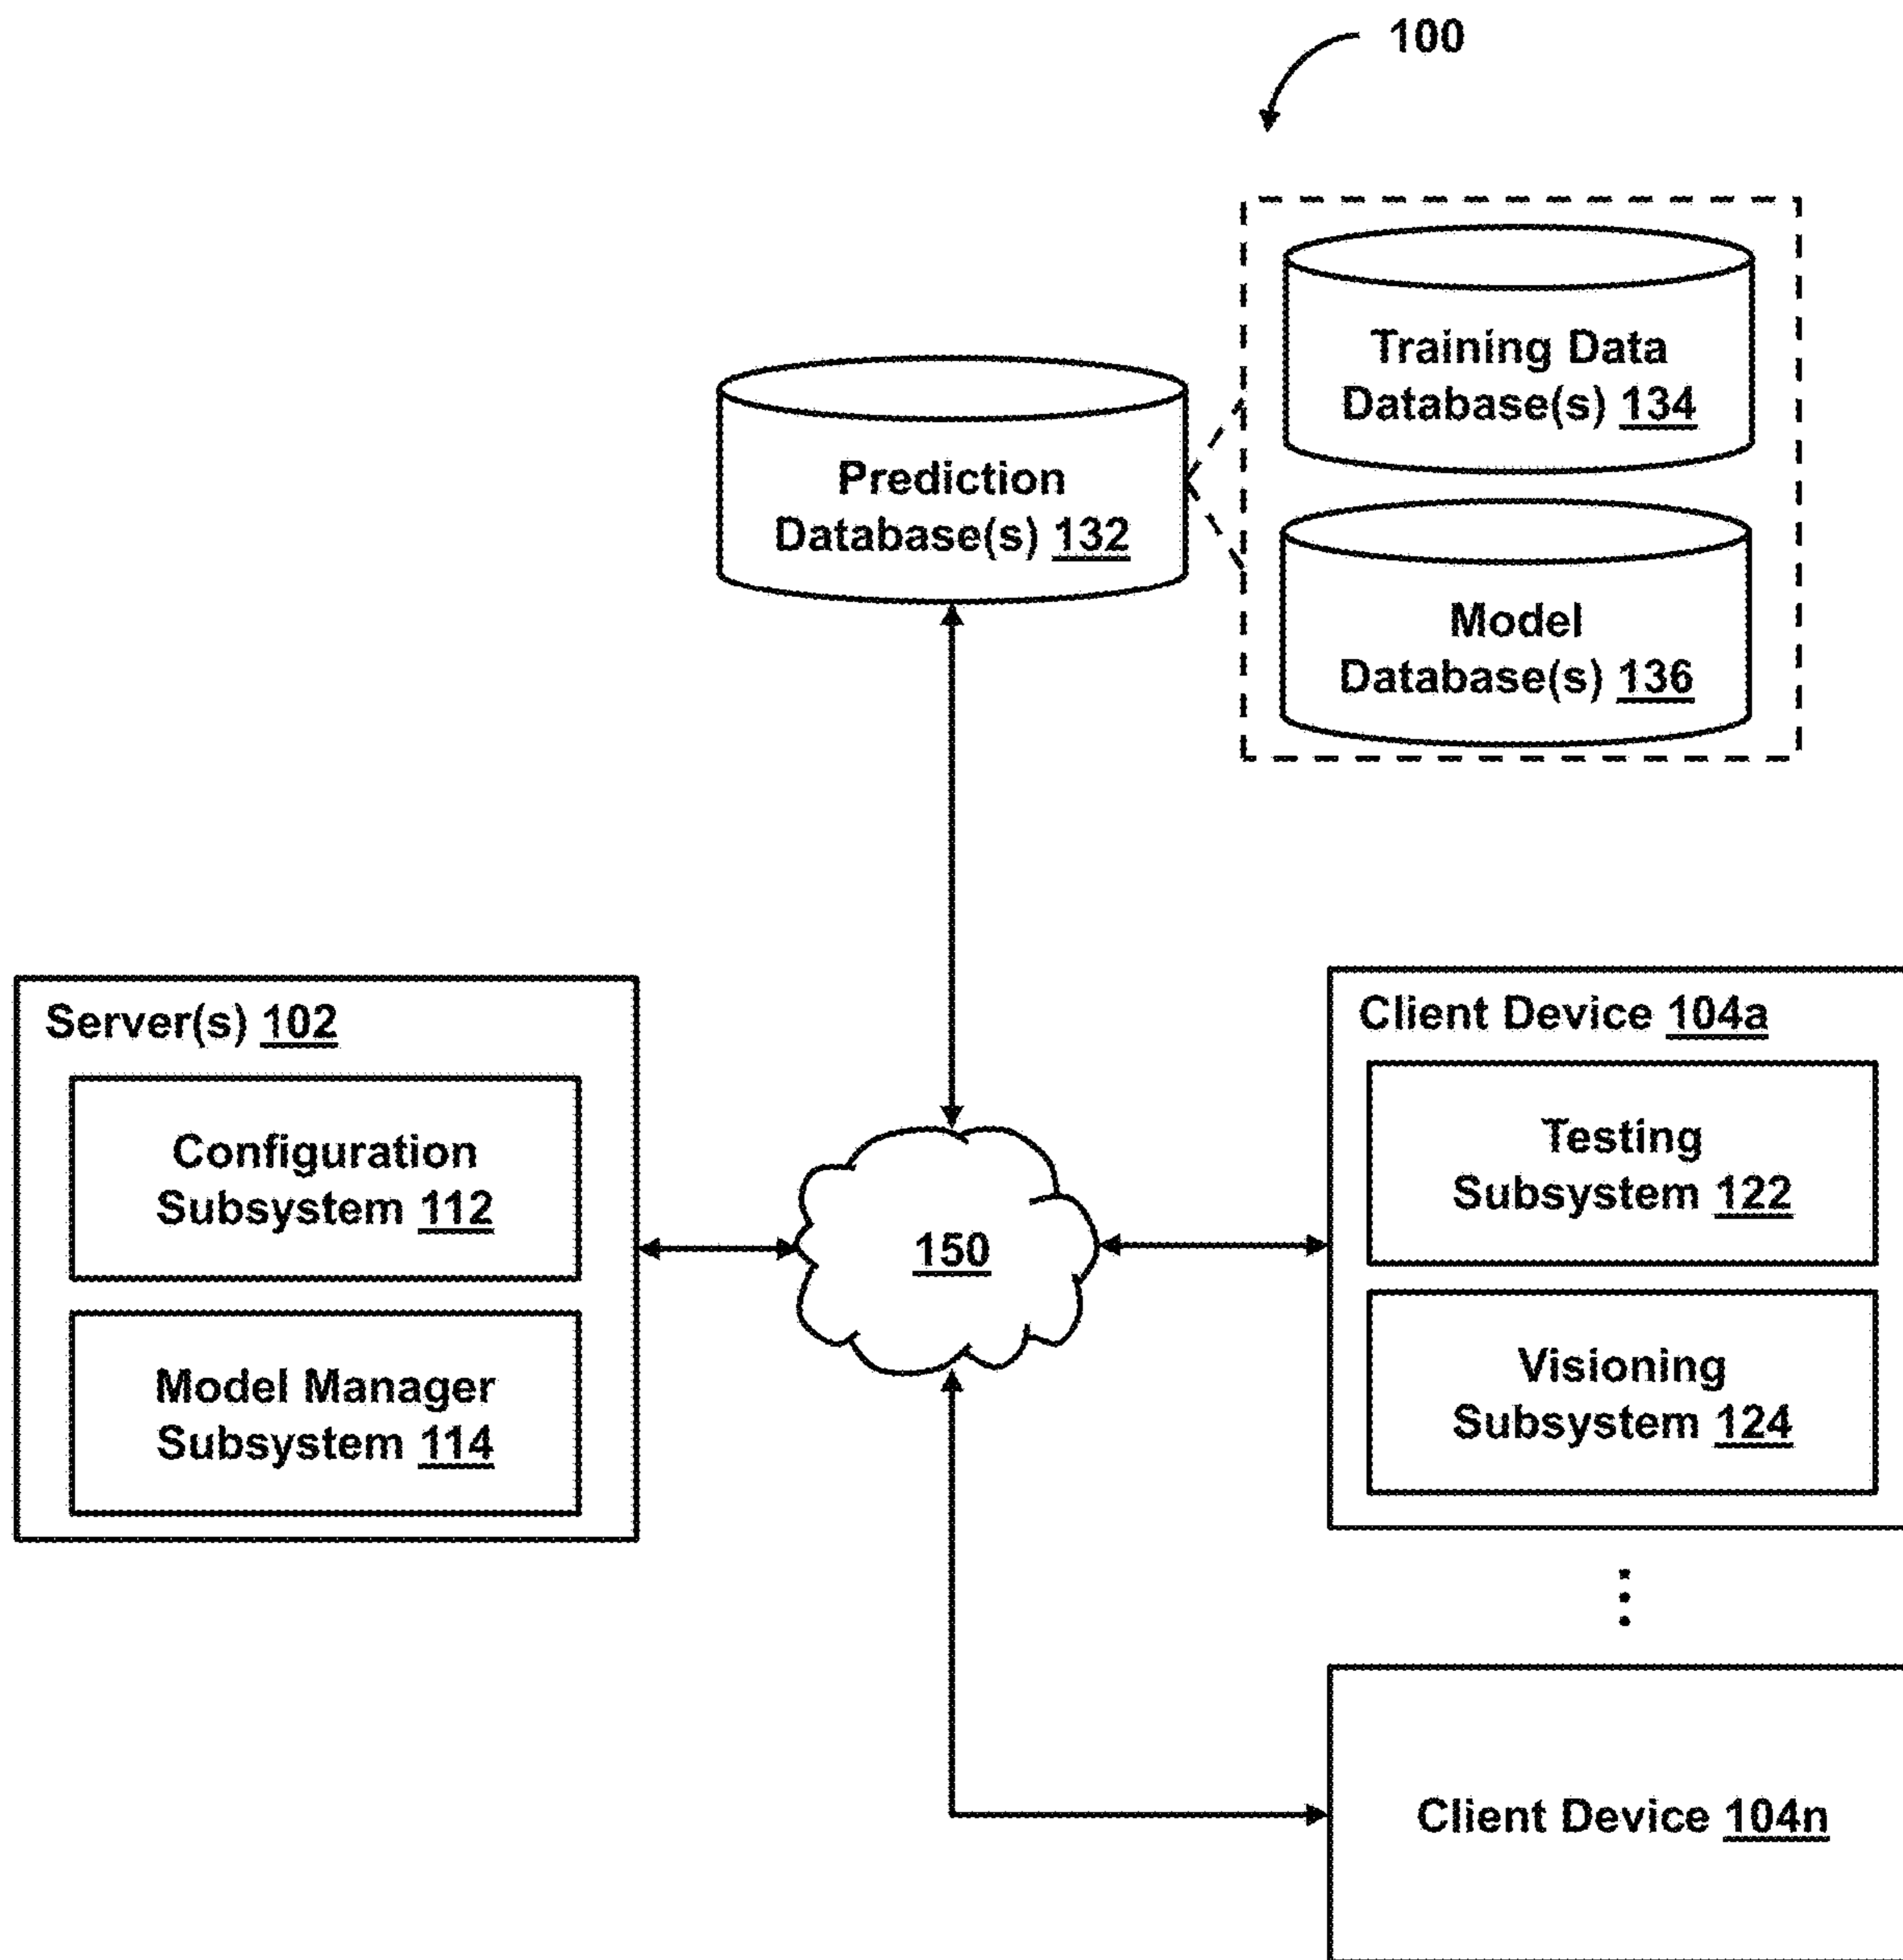 100
Training Data
Database(s) 134
Prediction
Database(s) 132
Model
Database(s) 136
Server(s) 102
Configuration
Subsystem 112
Model Manager
Subsystem 114
150
Client Device 104a
Testing
Subsystem 122
Visioning
Subsystem 124
Client Device 104n